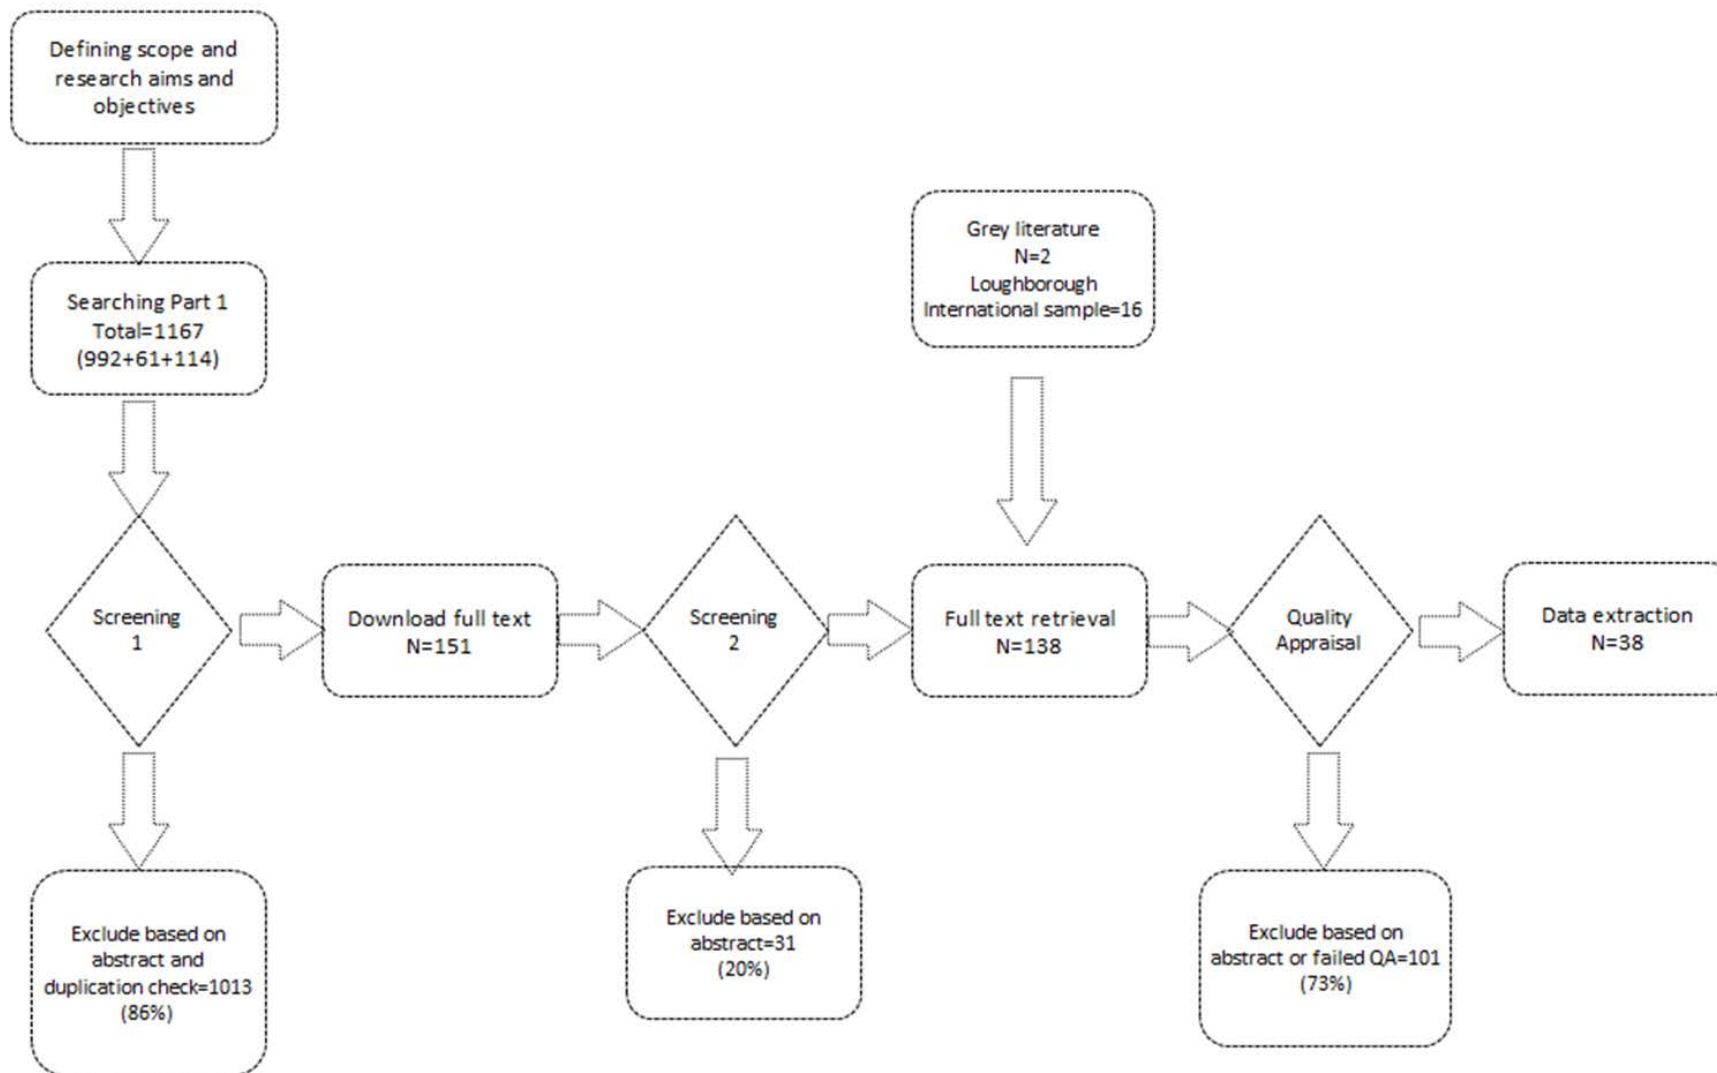 Defining scope and
research aims and
objectives
Searching Part 1
Total=1167
(992+61+114)
Screening
1
Exclude based on
abstract and
duplication check=1013
(86%)
Download full text
N=151
Screening
2
Exclude based on
abstract=31
(20%)
Grey literature
N=2
Loughborough
International sample=16
Full text retrieval
N=138
Quality
Appraisal
Exclude based on
abstract or failed QA=101
(73%)
Data extraction
N=38